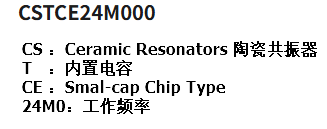 CSTCE24M000
CS : Ceramic Resonators 陶瓷共振器
T : 内置电容
CE : Smal-cap Chip Type
24M0: 工作频率